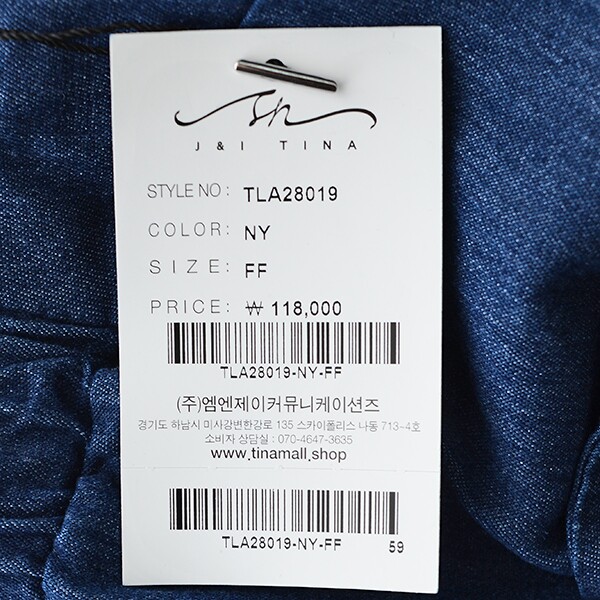 J & I TINA
STYLE NO : TLA28019
COLOR: NY
SIZE: FF
PRICE: ₩ 118,000
TLA28019-NY-FF
(주)엠엔제이커뮤니케이션즈
경기도 하남시 미사강변한강로 135 스카이폴리스 나동 713-4호
소비자 상담실 : 070-4647-3635
www.tinamall.shop
TLA28019-NY-FF 59